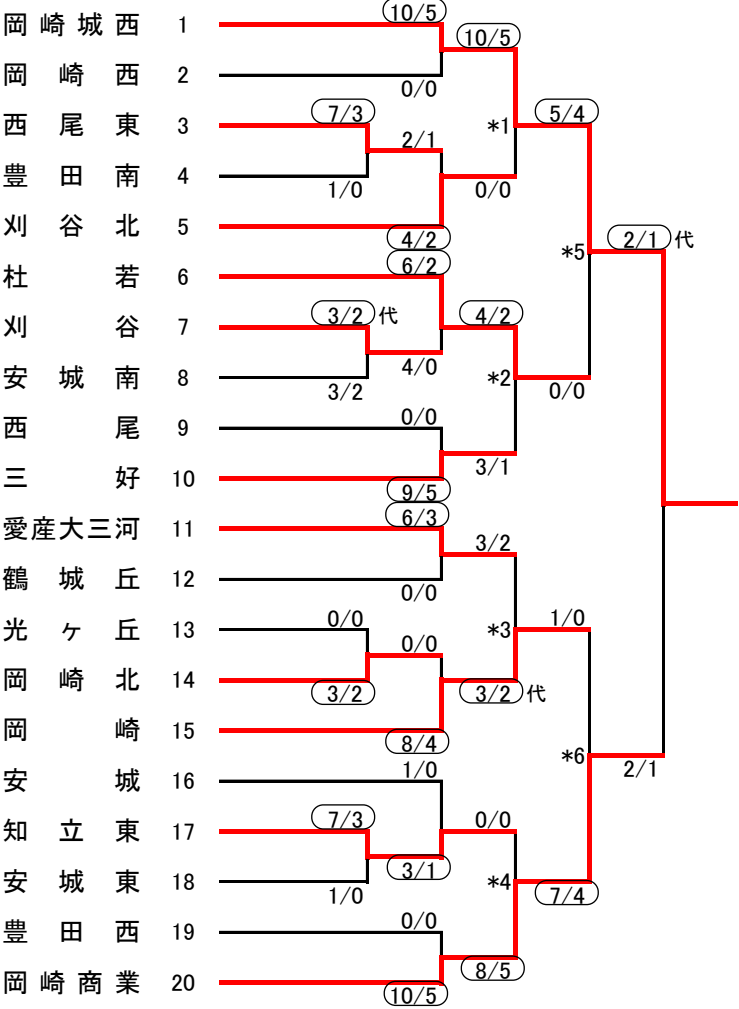 10/5
岡崎城西 1
10/5
岡崎西 2
0/0
7/3
西尾東 3
*1
5/4
2/1
豊田南 4
1/0
0/0
刈谷北 5
4/2
2/1 代
*5
6/2
杜若 6
3/2 代
4/2
刈谷 7
4/0
安城南 8
*2
3/2
0/0
0/0
西尾 9
3/1
三好 10
9/5
6/3
愛産大三河 11
3/2
鶴城丘 12
0/0
0/0
1/0
光ヶ丘 13
*3
0/0
岡崎北 14
3/2
3/2 代
岡崎 15
8/4
*6
1/0
2/1
安城 16
7/3
0/0
知立東 17
3/1
安城東 18
*4
1/0
7/4
0/0
豊田西 19
8/5
岡崎商業 20
10/5